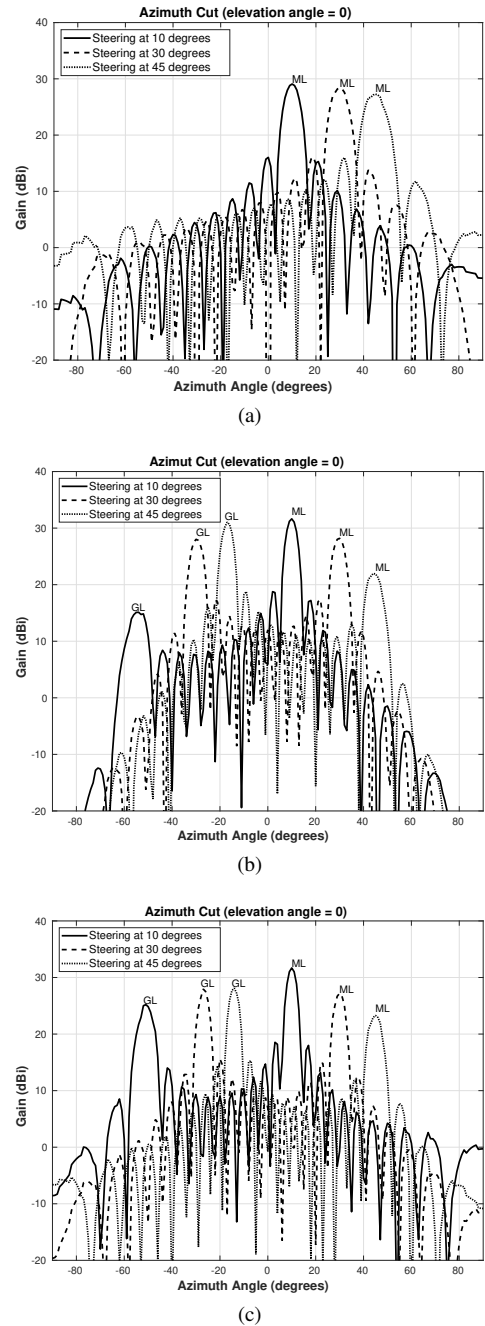 Azimuth Cut (elevation angle = 0)
Steering at 10 degrees
Steering at 30 degrees
Steering at 45 degrees
ML
ML
ML
Gain (dBi)
40
30
20
10
0
-10
-20
-80 -60 -40 -20 0 20 40 60 80
Azimuth Angle (degrees)
(a)
Azimut Cut (elevation angle = 0)
Steering at 10 degrees
Steering at 30 degrees
Steering at 45 degrees
GL
GL
GL
ML
ML
ML
Gain (dBi)
40
30
20
10
0
-10
-20
-80 -60 -40 -20 0 20 40 60 80
Azimuth Angle (degrees)
(b)
Azimuth Cut (elevation angle = 0)
Steering at 10 degrees
Steering at 30 degrees
Steering at 45 degrees
GL
GL
GL
ML
ML
ML
Gain (dBi)
40
30
20
10
0
-10
-20
-80 -60 -40 -20 0 20 40 60 80
Azimuth Angle (degrees)
(c)